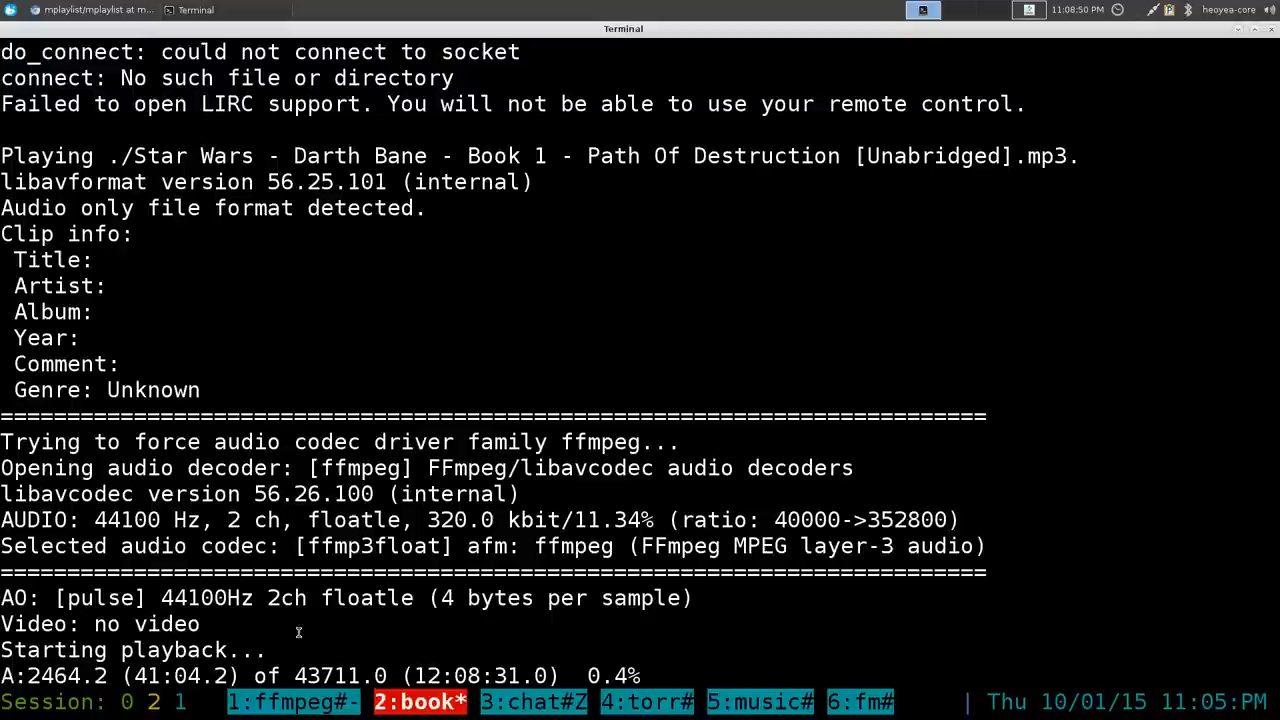 mplaylist/mplaylist at m... Terminal 11:08:50 PM heoyea-core
Terminal
do_connect: could not connect to socket
connect: No such file or directory
Failed to open LIRC support. You will not be able to use your remote control.
Playing ./Star Wars - Darth Bane - Book 1 - Path Of Destruction [Unabridged].mp3.
libavformat version 56.25.101 (internal)
Audio only file format detected.
Clip info:
Title:
Artist:
Album:
Year:
Comment:
Genre: Unknown
==========================================================================
Trying to force audio codec driver family ffmpeg...
Opening audio decoder: [ffmpeg] FFmpeg/libavcodec audio decoders
libavcodec version 56.26.100 (internal)
AUDIO: 44100 Hz, 2 ch, floatle, 320.0 kbit/11.34% (ratio: 40000->352800)
Selected audio codec: [ffmp3float] afm: ffmpeg (FFmpeg MPEG layer-3 audio)
==========================================================================
AO: [pulse] 44100Hz 2ch floatle (4 bytes per sample)
Video: no video
Starting playback...
A:2464.2 (41:04.2) of 43711.0 (12:08:31.0)  0.4%
Session: 0 2 1 1:ffmpeg#- 2:book* 3:chat#Z 4:torr# 5:music# 6:fm# | Thu 10/01/15 11:05:PM